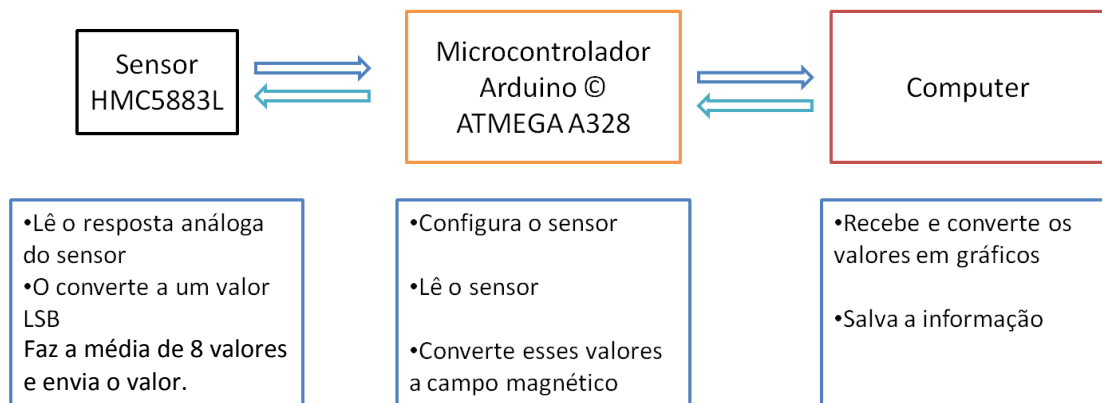 Sensor
HMC5883L
Microcontrolador
Arduino ©
ATMEGA A328
Computer
•Lê o resposta análoga
do sensor
•O converte a um valor
LSB
Faz a média de 8 valores
e envia o valor.
•Configura o sensor
•Lê o sensor
•Converte esses valores
a campo magnético
•Recebe e converte os
valores em gráficos
•Salva a informação